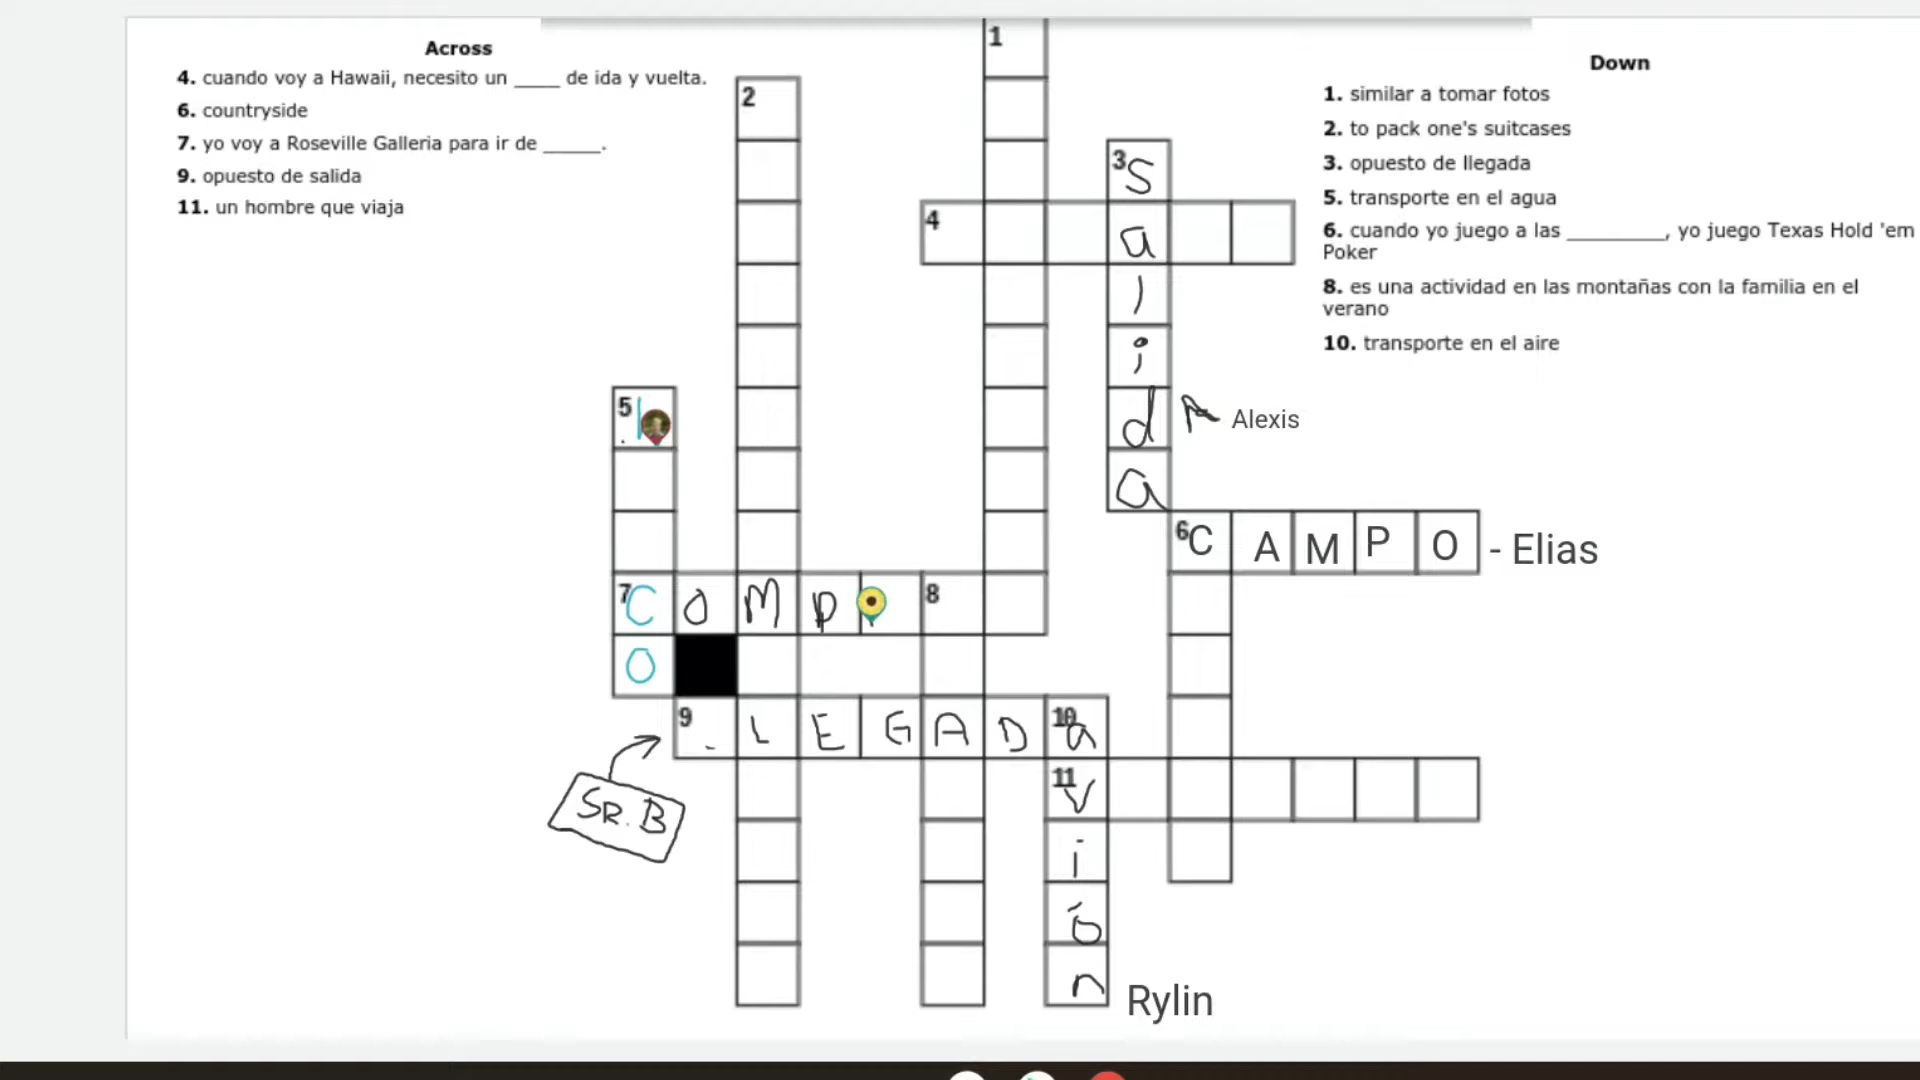 Across
4. cuando voy a Hawaii, necesito un ____ de ida y vuelta.
6. countryside
7. yo voy a Roseville Galleria para ir de _____.
9. opuesto de salida
11. un hombre que viaja
Down
1. similar a tomar fotos
2. to pack one's suitcases
3. opuesto de llegada
5. transporte en el agua
6. cuando yo juego a las _________, yo juego Texas Hold 'em
Poker
8. es una actividad en las montañas con la familia en el
verano
10. transporte en el aire
1
2
3 S
4 a
l
i
5 d Alexis
a
6 C A M P O - Elias
7 C O M P 8
O
9 L E G A D 10 a
SR. B
11 v
i
ó
n Rylin